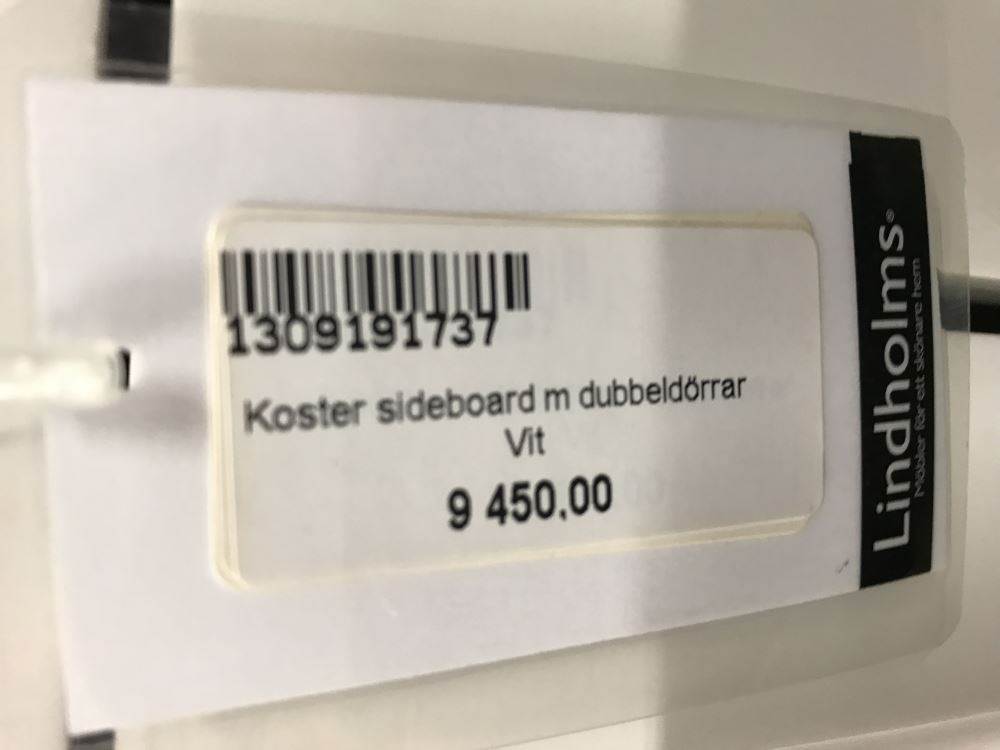 1309191737
Koster sideboard m dubbeldörrar
Vit
9 450,00
Lindholms®
Möbler för ett skönare hem